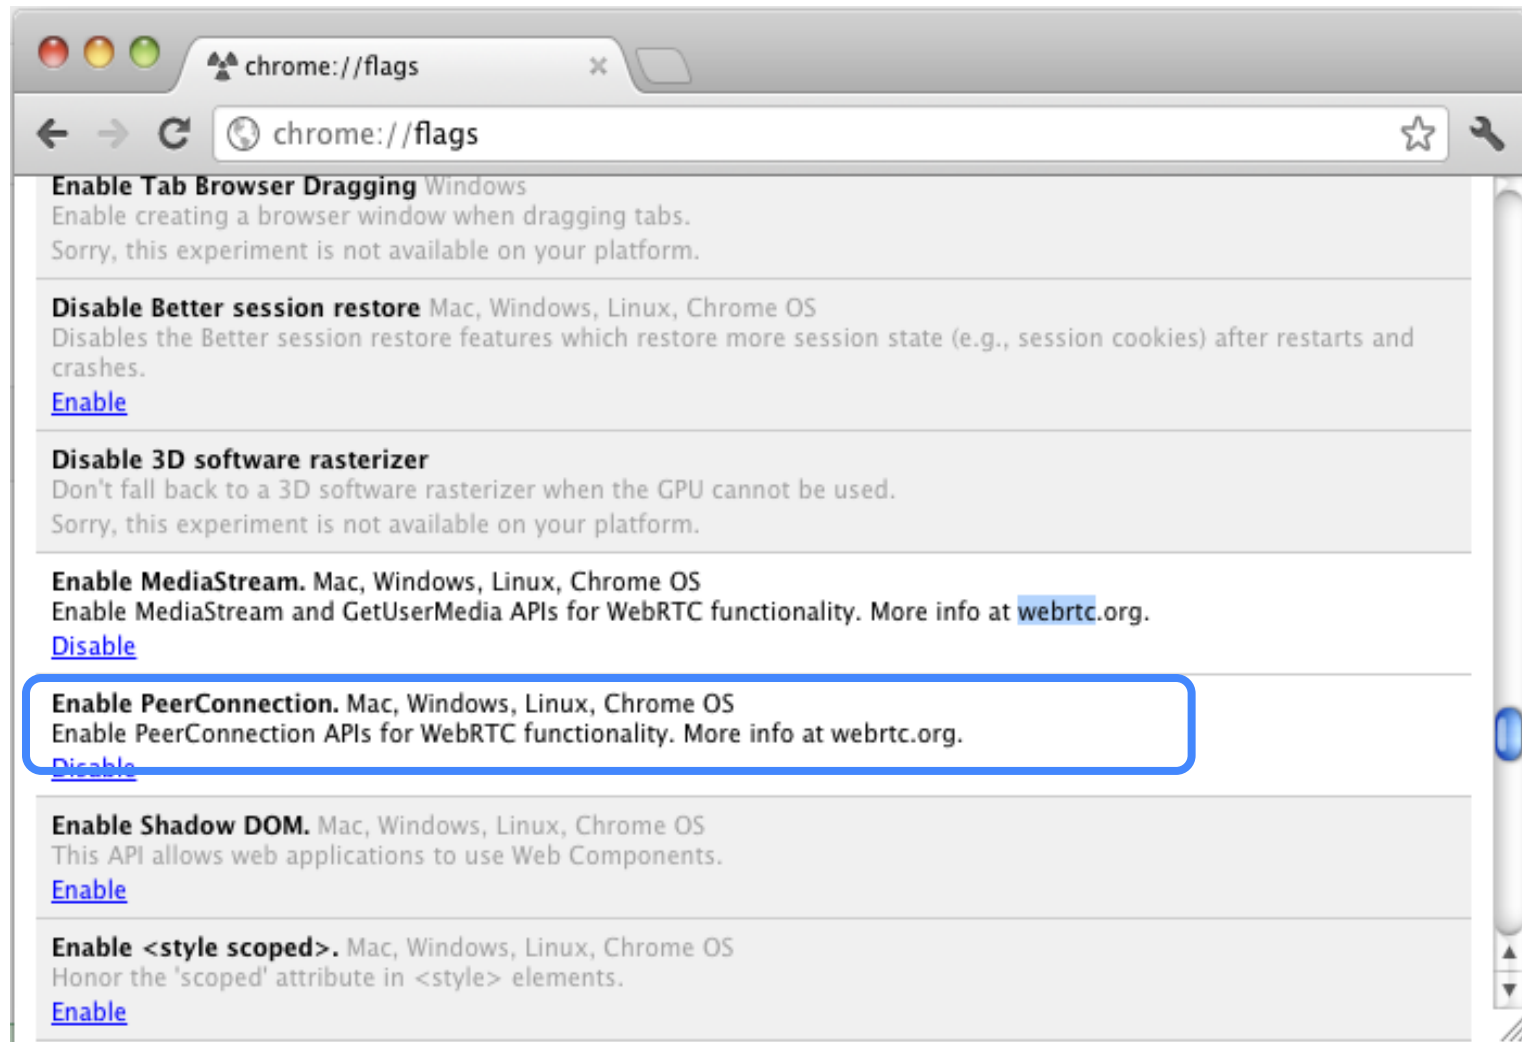 chrome://flags
chrome://flags
Enable Tab Browser Dragging Windows
Enable creating a browser window when dragging tabs.
Sorry, this experiment is not available on your platform.
Disable Better session restore Mac, Windows, Linux, Chrome OS
Disables the Better session restore features which restore more session state (e.g., session cookies) after restarts and
crashes.
Enable
Disable 3D software rasterizer
Don't fall back to a 3D software rasterizer when the GPU cannot be used.
Sorry, this experiment is not available on your platform.
Enable MediaStream. Mac, Windows, Linux, Chrome OS
Enable MediaStream and GetUserMedia APIs for WebRTC functionality. More info at webrtc.org.
Disable
Enable PeerConnection. Mac, Windows, Linux, Chrome OS
Enable PeerConnection APIs for WebRTC functionality. More info at webrtc.org.
Disable
Enable Shadow DOM. Mac, Windows, Linux, Chrome OS
This API allows web applications to use Web Components.
Enable
Enable <style scoped>. Mac, Windows, Linux, Chrome OS
Honor the 'scoped' attribute in <style> elements.
Enable